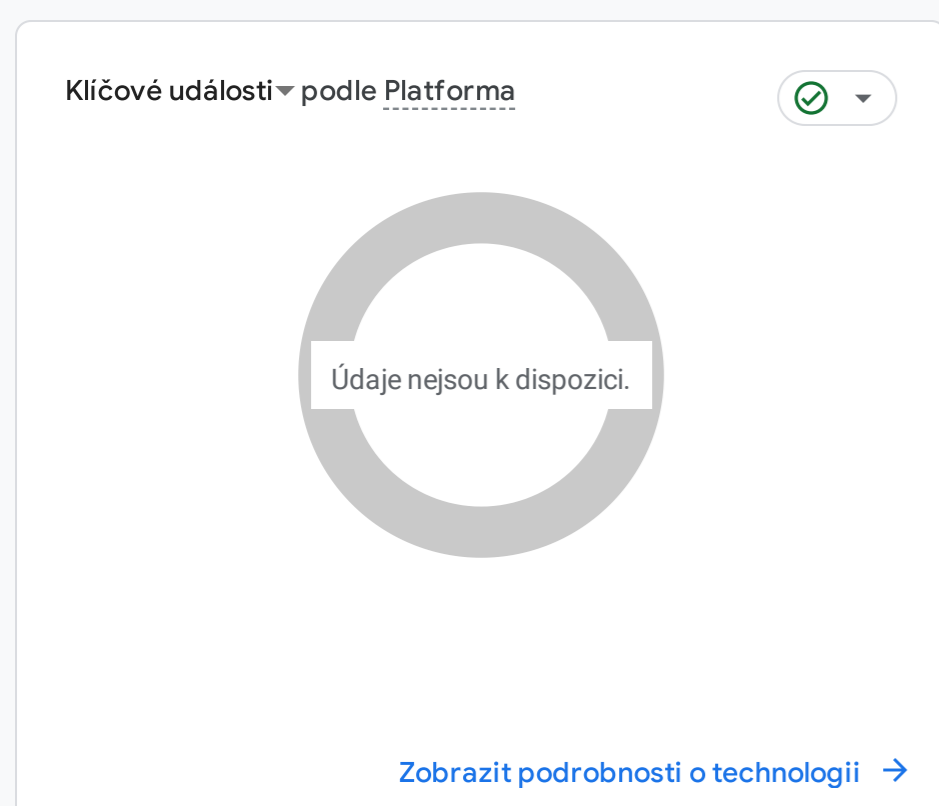 Klíčové události podle Platforma
Údaje nejsou k dispozici.
Zobrazit podrobnosti o technologii